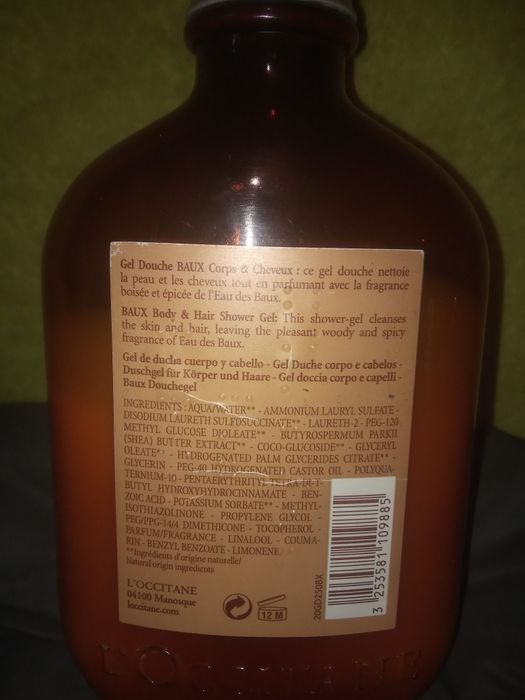 Gel Douche BAUX Corps & Cheveux : ce gel douche nettoie
la peau et les cheveux tout en parfumant avec la fragrance
boisée et épicée de l'Eau des Baux.
BAUX Body & Hair Shower Gel: This shower-gel cleanses
the skin and hair, leaving the pleasant woody and spicy
fragrance of Eau des Baux.
Gel de ducha cuerpo y cabello - Gel Duche corpo e cabelos -
Duschgel für Körper und Haare - Gel doccia corpo e capelli -
Baux Douchegel
INGREDIENTS : AQUA/WATER** - AMMONIUM LAURYL SULFATE -
DISODIUM LAURETH SULFOSUCCINATE** - LAURETH-2 - PEG-120
METHYL GLUCOSE DIOLEATE** - BUTYROSPERMUM PARKII
(SHEA) BUTTER EXTRACT** - COCO-GLUCOSIDE** - GLYCERYL
OLEATE** - HYDROGENATED PALM GLYCERIDES CITRATE** -
GLYCERIN - PEG-40 HYDROGENATED CASTOR OIL - POLYQUA-
TERNIUM-10 - PENTAERYTHRITYL TETRA-DI-T-
BUTYL HYDROXYHYDROCINNAMATE - BEN-
ZOIC ACID - POTASSIUM SORBATE** - METHYL-
ISOTHIAZOLINONE - PROPYLENE GLYCOL -
PEG/PPG-14/4 DIMETHICONE - TOCOPHEROL -
PARFUM/FRAGRANCE - LINALOOL - COUMA-
RIN - BENZYL BENZOATE - LIMONENE.
**Ingrédients d'origine naturelle/
Natural origin ingredients
L'OCCITANE
04100 Manosque
loccitane.com
12 M
20GD250BX
3 253581 109885
L'OCCITANE